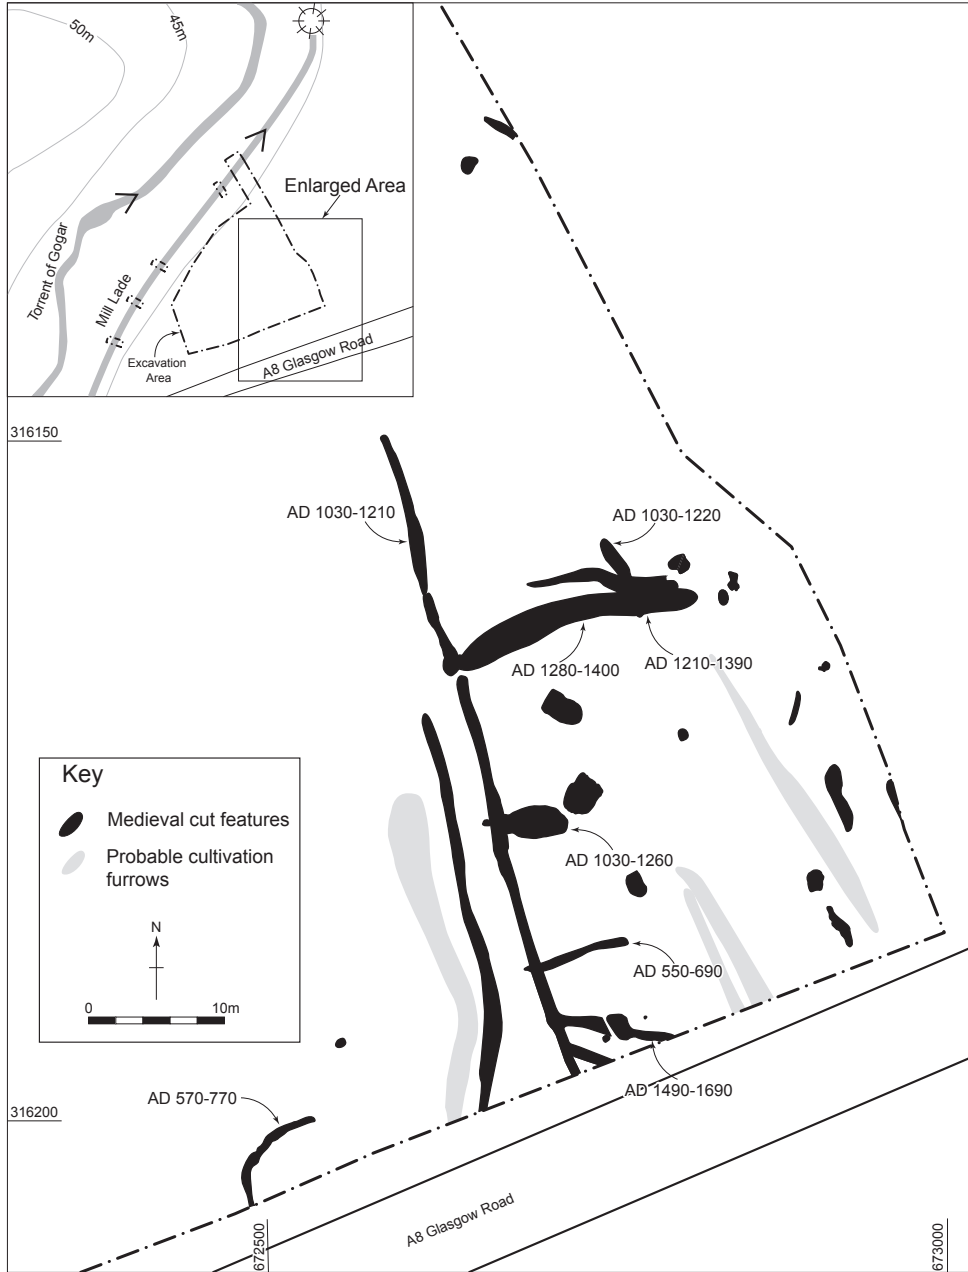 50m
45m
Enlarged Area
Torrent of Gogar
Mill Lade
Excavation
Area
A8 Glasgow Road
316150
AD 1030-1210
AD 1030-1220
AD 1280-1400
AD 1210-1390
Key
Medieval cut features
Probable cultivation
furrows
N
0 10m
AD 1030-1260
AD 550-690
AD 1490-1690
AD 570-770
316200
A8 Glasgow Road
672500
673000